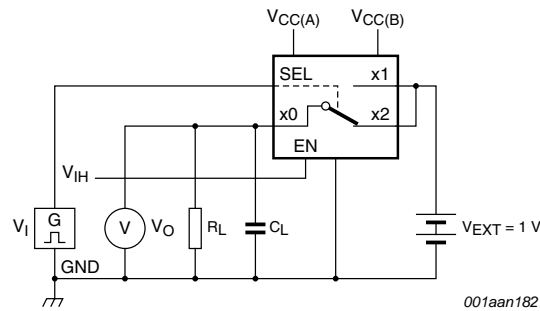 VCC(A) VCC(B)
SEL x1
x0 x2
EN
VIH
VI G V VO RL CL VEXT = 1 V
GND
001aan182